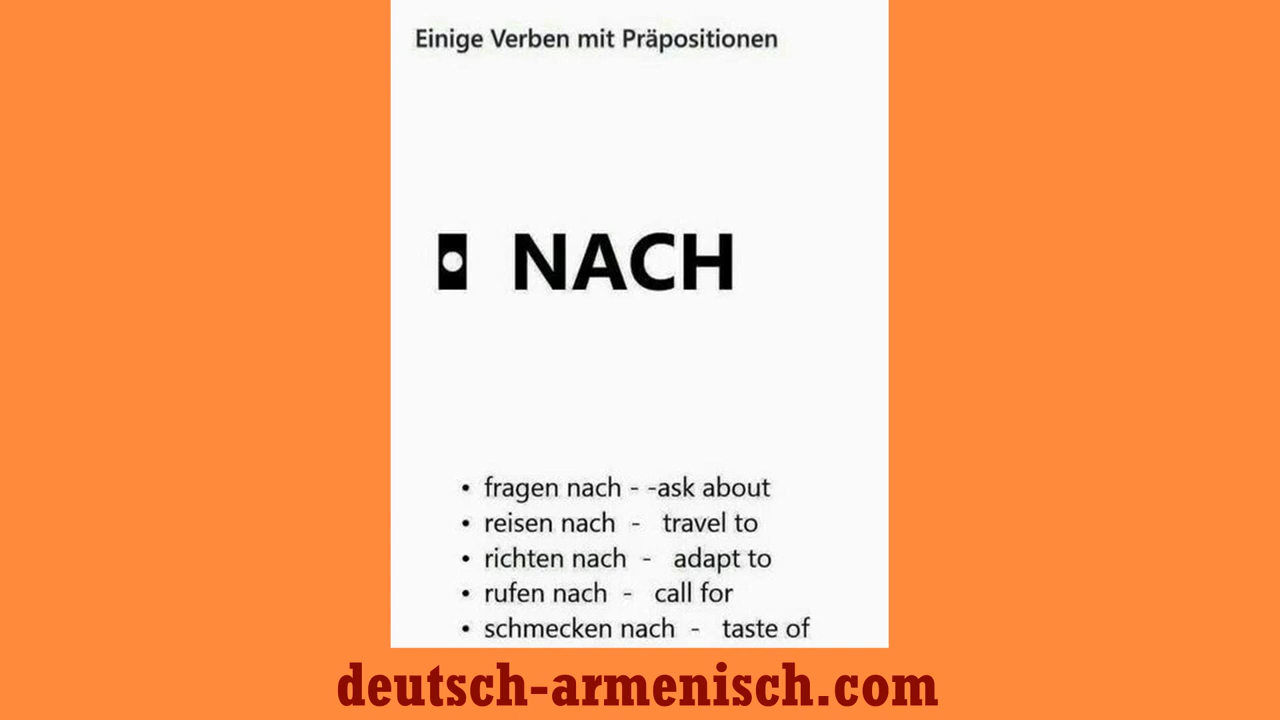 Einige Verben mit Präpositionen
NACH
• fragen nach - -ask about
• reisen nach - travel to
• richten nach - adapt to
• rufen nach - call for
• schmecken nach - taste of
deutsch-armenisch.com